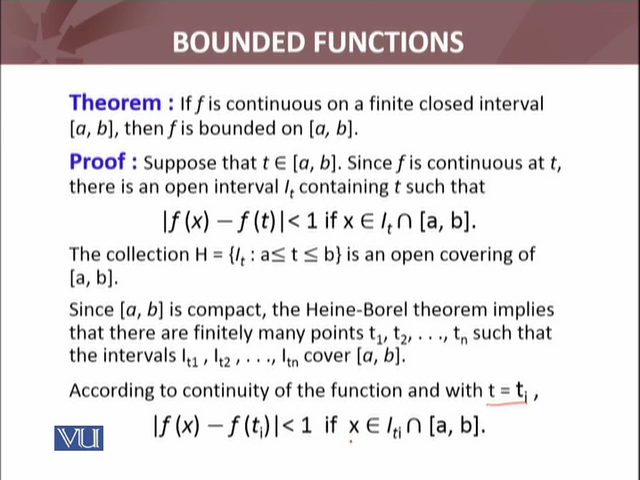 BOUNDED FUNCTIONS
Theorem : If f is continuous on a finite closed interval
[a, b], then f is bounded on [a, b].
Proof : Suppose that t ∈ [a, b]. Since f is continuous at t,
there is an open interval Iₜ containing t such that
|f (x) – f (t)|< 1 if x ∈ Iₜ ∩ [a, b].
The collection H = {Iₜ : a≤ t ≤ b} is an open covering of
[a, b].
Since [a, b] is compact, the Heine-Borel theorem implies
that there are finitely many points t₁, t₂, . . ., tₙ such that
the intervals Iₜ₁ , Iₜ₂ , . . ., Iₜₙ cover [a, b].
According to continuity of the function and with t = tᵢ ,
|f (x) – f (tᵢ)|< 1 if x ∈ Iₜᵢ ∩ [a, b].
VU